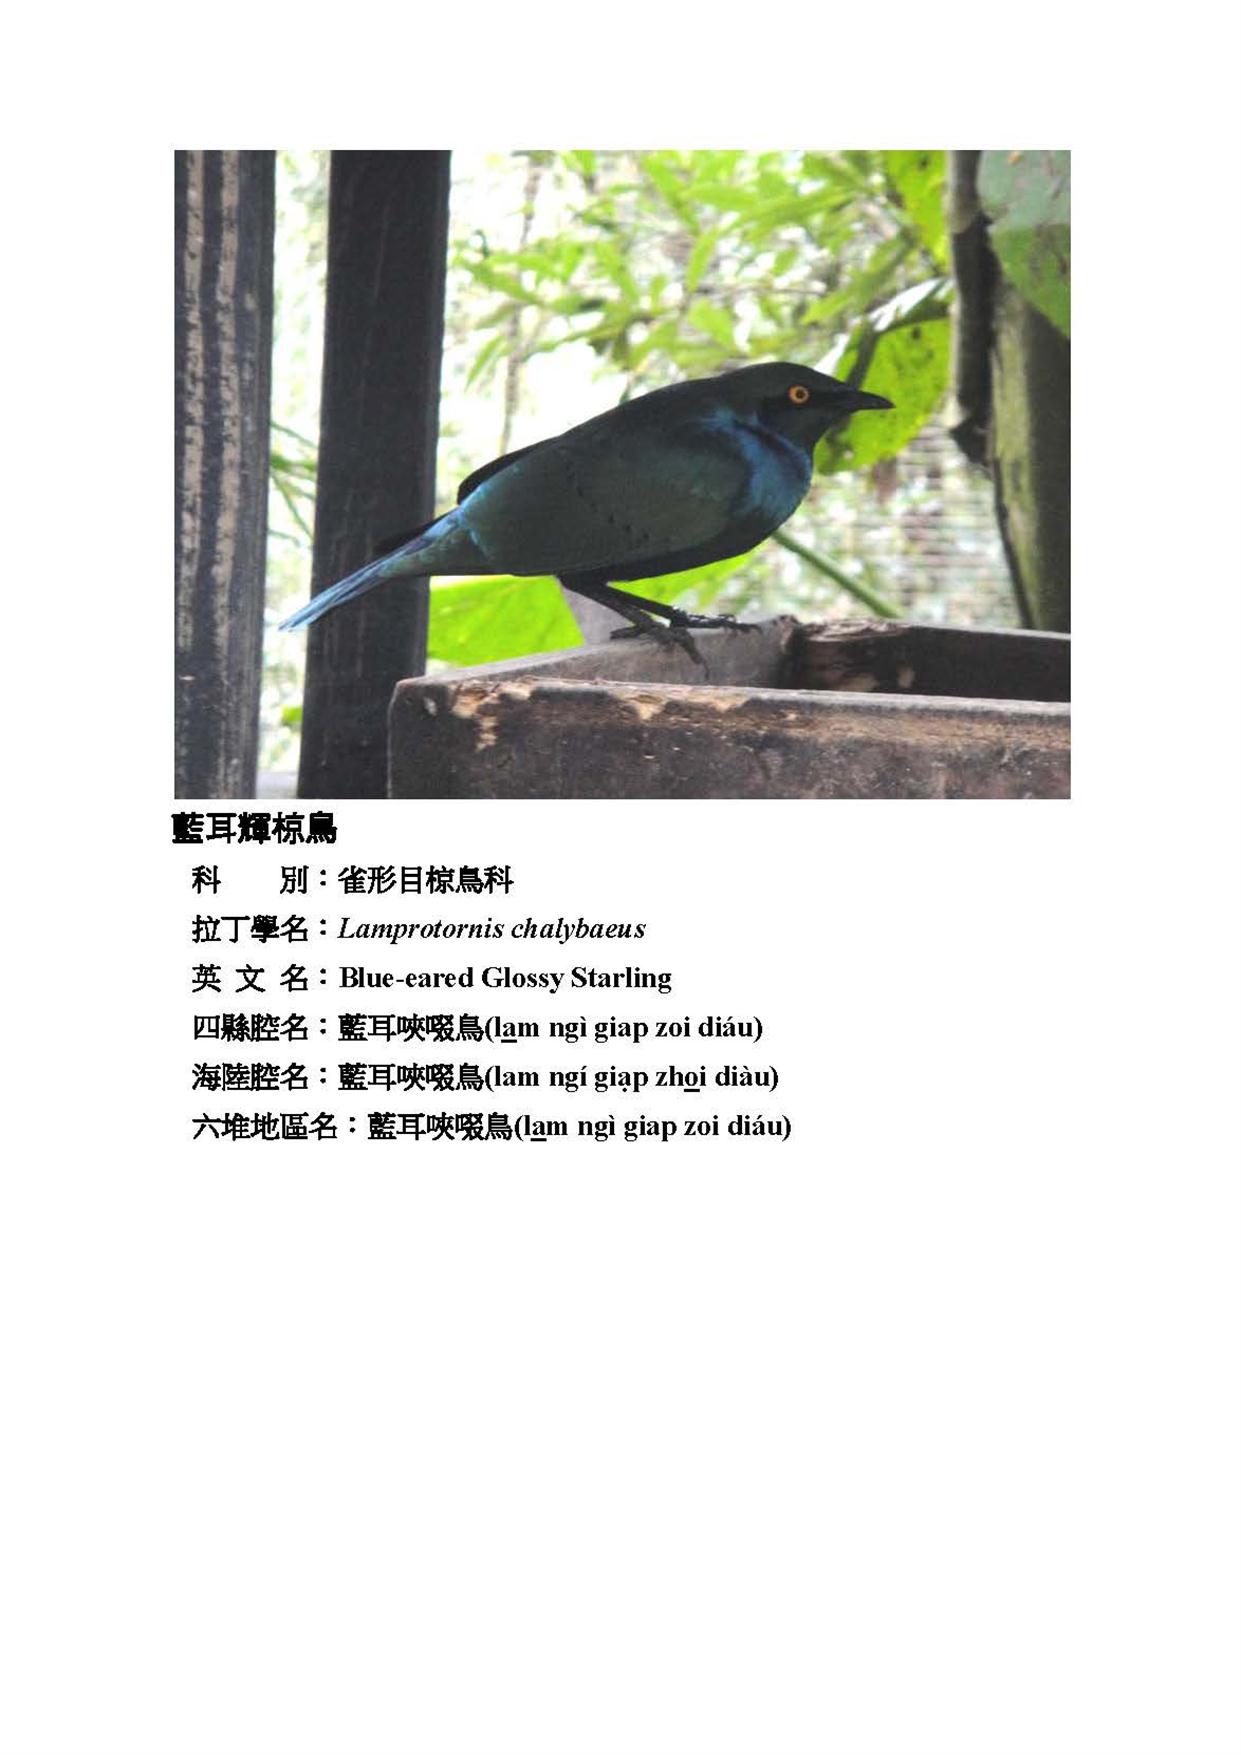 藍耳輝椋鳥
科　　別：雀形目椋鳥科
拉丁學名：Lamprotornis chalybaeus
英 文 名：Blue-eared Glossy Starling
四縣腔名：藍耳唊啜鳥(la̲m ngì giap zoi diáu)
海陸腔名：藍耳唊啜鳥(lam ngí giạp zho̲i diàu)
六堆地區名：藍耳唊啜鳥(la̲m ngì giap zoi diáu)